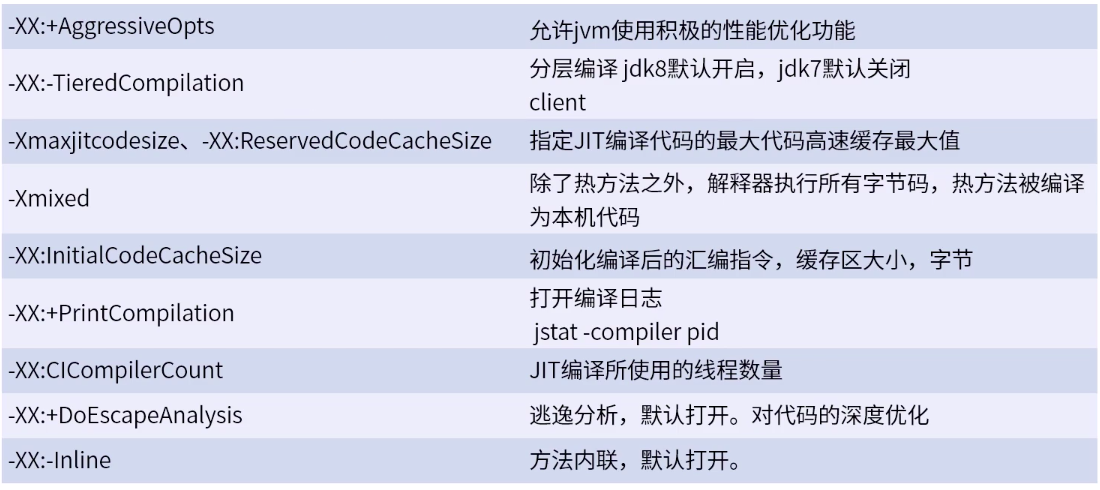 -XX:+AggressiveOpts
允许jvm使用积极的性能优化功能
-XX:-TieredCompilation
分层编译 jdk8默认开启，jdk7默认关闭
client
-Xmaxjitcodesize、-XX:ReservedCodeCacheSize
指定JIT编译代码的最大代码高速缓存最大值
-Xmixed
除了热方法之外，解释器执行所有字节码，热方法被编译
为本机代码
-XX:InitialCodeCacheSize
初始化编译后的汇编指令，缓存区大小，字节
-XX:+PrintCompilation
打开编译日志
jstat -compiler pid
-XX:CICompilerCount
JIT编译所使用的线程数量
-XX:+DoEscapeAnalysis
逃逸分析，默认打开。对代码的深度优化
-XX:-Inline
方法内联，默认打开。